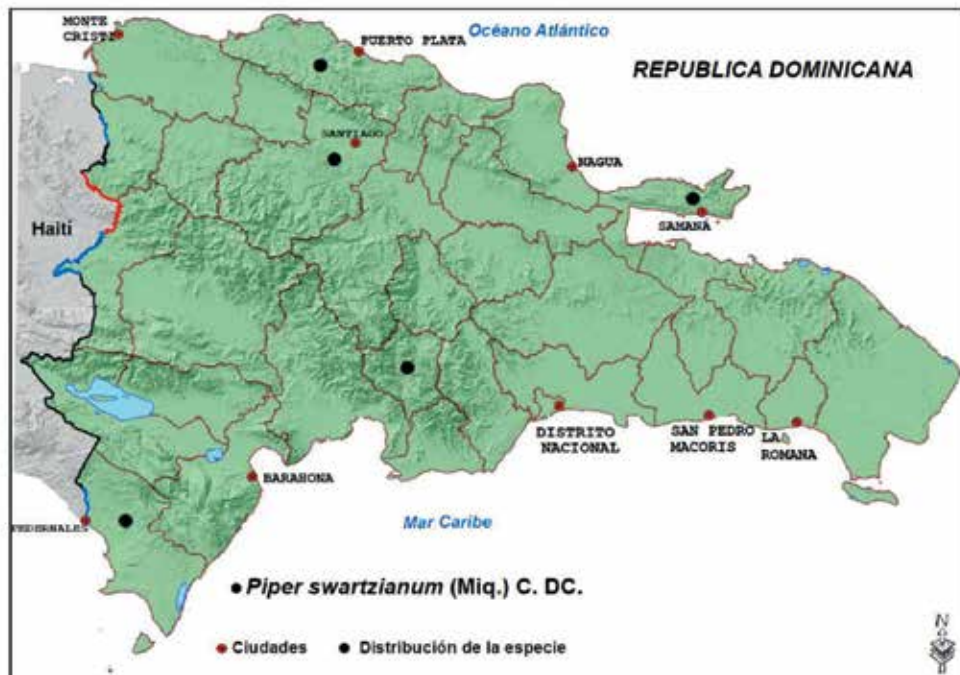 MONTE
CRISTI
PUERTO PLATA
Océano Atlántico
REPUBLICA DOMINICANA
SANTIAGO
NAGUA
SAMANÁ
Haití
DISTRITO
NACIONAL
SAN PEDRO
MACORIS
LA
ROMANA
BARAHONA
PEDERNALES
Mar Caribe
Piper swartzianum (Miq.) C. DC.
Ciudades
Distribución de la especie
N